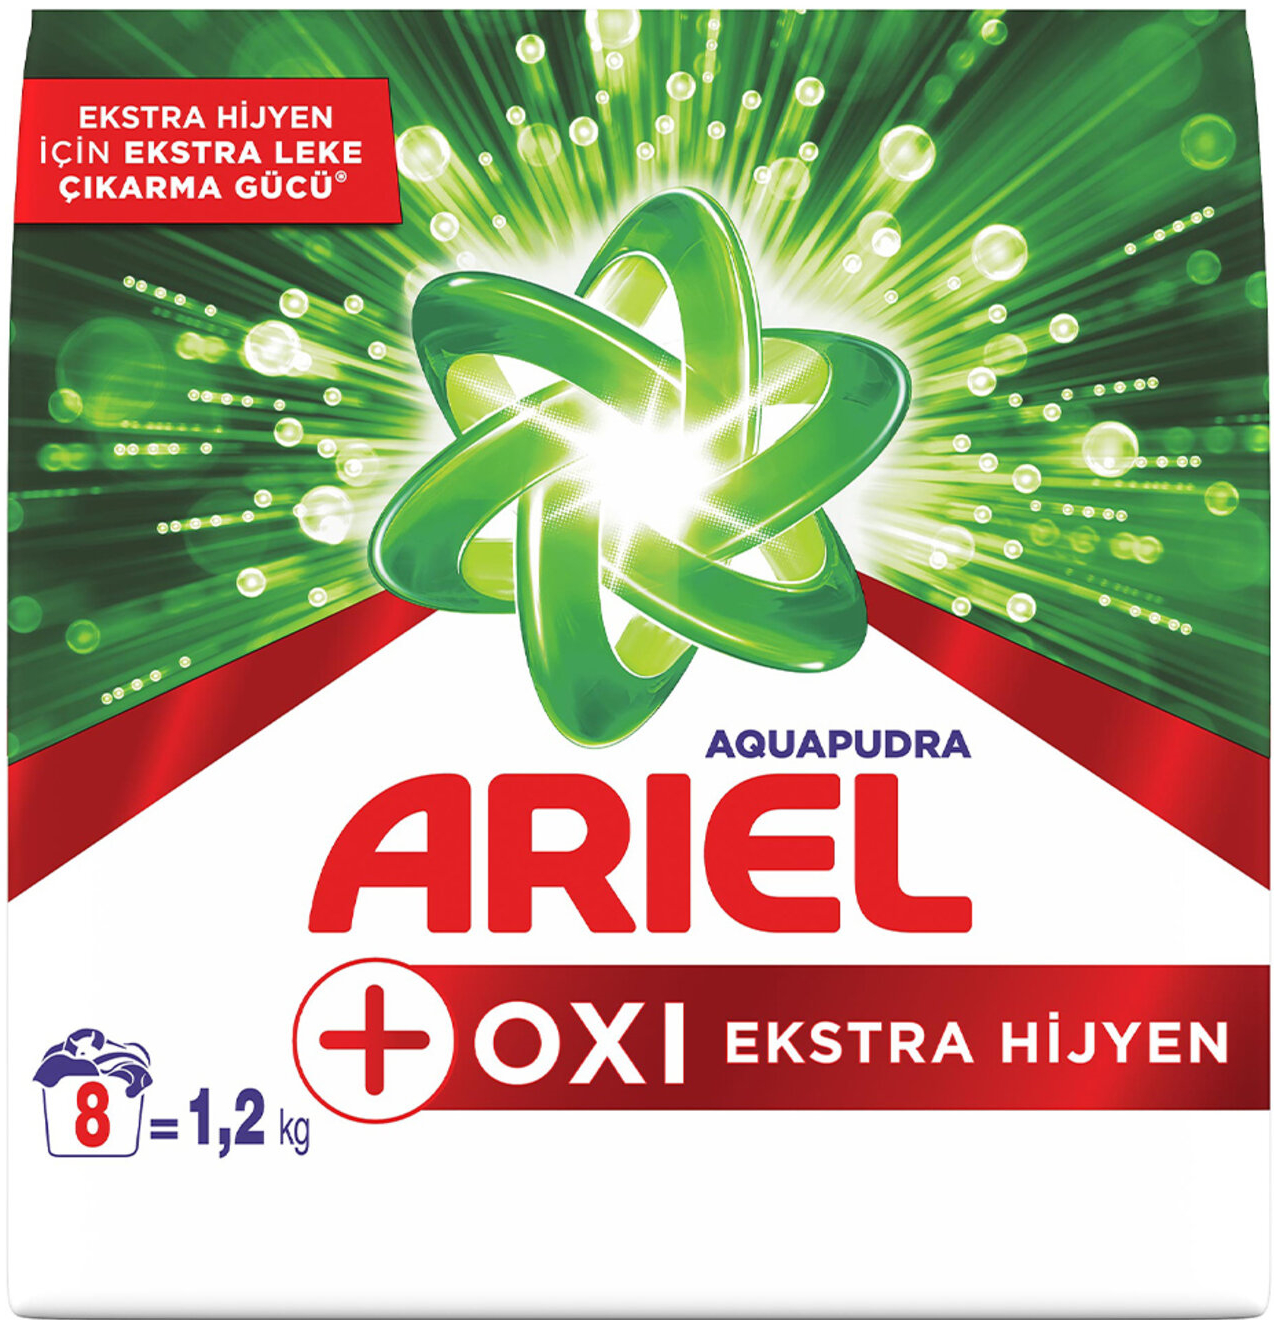 EKSTRA HİJYEN
İÇİN EKSTRA LEKE
ÇIKARMA GÜCÜ®
AQUAPUDRA
ARIEL
+ OXI EKSTRA HİJYEN
8 = 1,2 kg